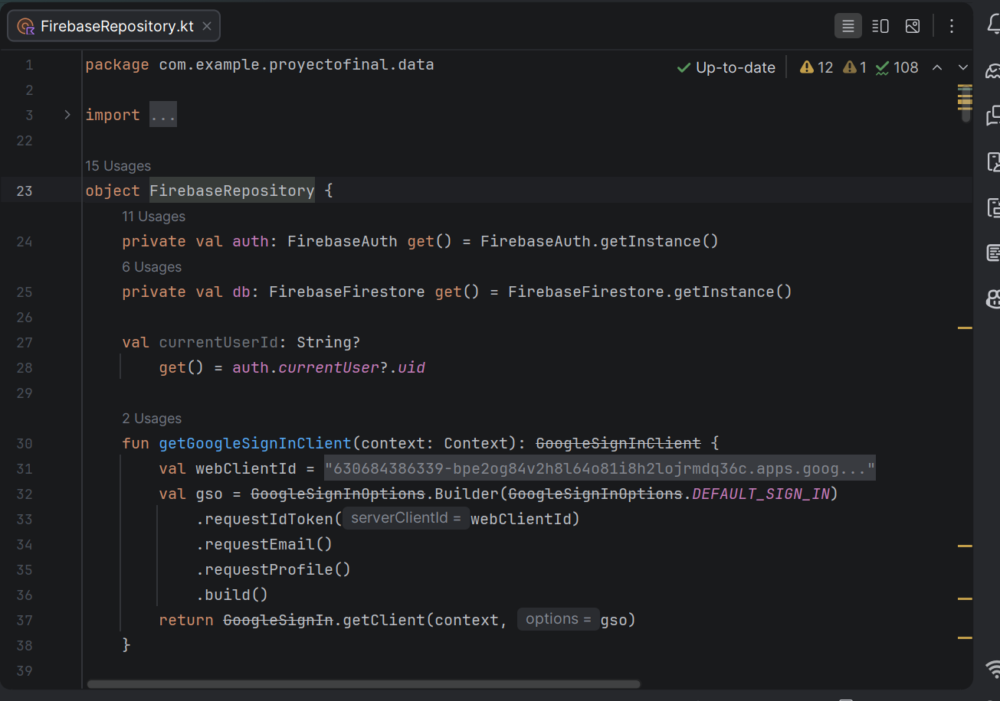 FirebaseRepository.kt
Up-to-date 12 1 108
1 package com.example.proyectofinal.data
2
3 import ...
22
15 Usages
23 object FirebaseRepository {
11 Usages
24 private val auth: FirebaseAuth get() = FirebaseAuth.getInstance()
6 Usages
25 private val db: FirebaseFirestore get() = FirebaseFirestore.getInstance()
26
27 val currentUserId: String?
28 get() = auth.currentUser?.uid
29
2 Usages
30 fun getGoogleSignInClient(context: Context): GoogleSignInClient {
31 val webClientId = "630684386339-bpe2og84v2h8l64o81i8h2lojrmdq36c.apps.goog..."
32 val gso = GoogleSignInOptions.Builder(GoogleSignInOptions.DEFAULT_SIGN_IN)
33 .requestIdToken( serverClientId = webClientId)
34 .requestEmail()
35 .requestProfile()
36 .build()
37 return GoogleSignIn.getClient(context, options = gso)
38 }
39